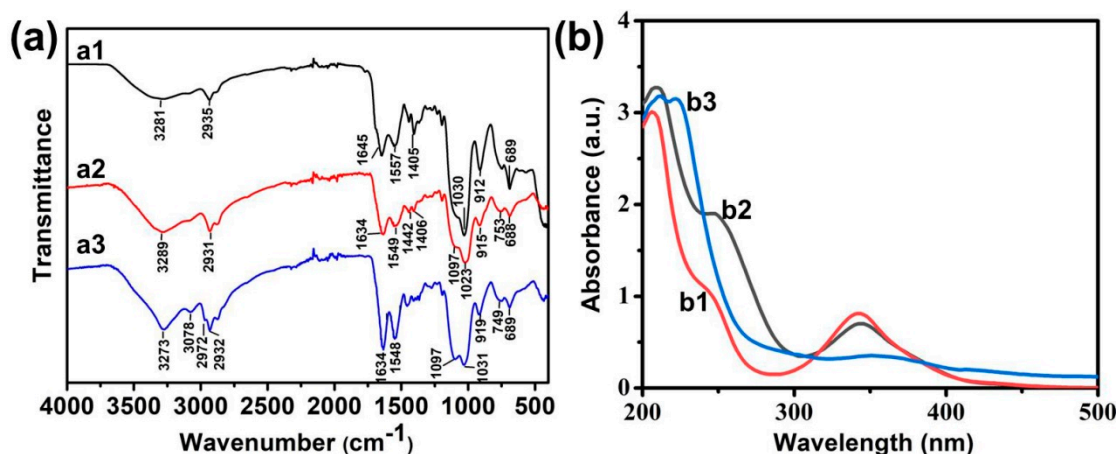 (a)
a1
3281
2935
1645
1557
1405
1030
912
689
a2
3289
2931
1634
1549
1442
1406
1097
1023
915
753
688
a3
3273
3078
2972
2932
1634
1548
1097
1031
919
749
689
Transmittance
4000 3500 3000 2500 2000 1500 1000 500
Wavenumber (cm-1)
(b)
4
3
2
1
0
Absorbance (a.u.)
b3
b2
b1
200 300 400 500
Wavelength (nm)